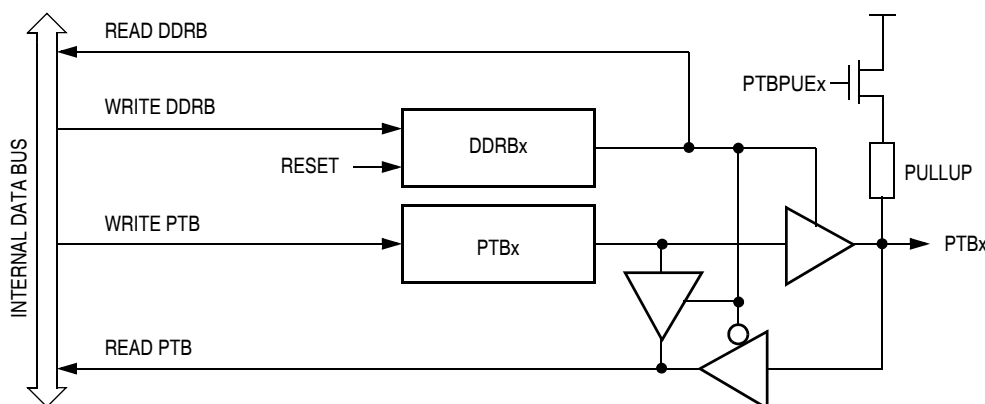 READ DDRB
PTBPUEx
WRITE DDRB
DDRBx
RESET
PULLUP
WRITE PTB
PTBx
PTBx
INTERNAL DATA BUS
READ PTB